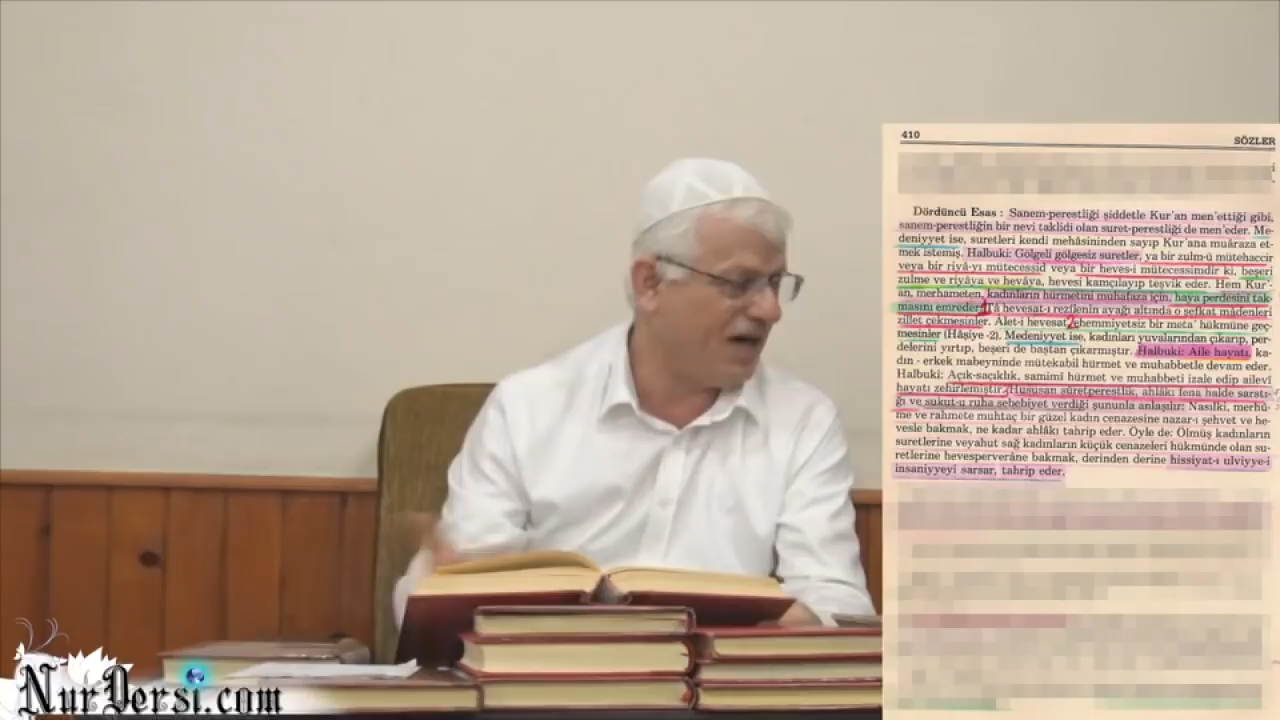 410
SÖZLER
Dördüncü Esas : Sanem-perestliği şiddetle Kur'an men'ettiği gibi,
sanem-perestliğin bir nevi taklidi olan suret-perestliği de men'eder. Me-
deniyyet ise, suretleri kendi mehâsininden sayıp Kur'ana muâraza et-
mek istemiş. Halbuki: Gölgeli gölgesiz suretler, ya bir zulm-ü mütehaccir
veya bir riyâ-yı mütecessid veya bir heves-i mütecessimdir ki, beşeri
zulme ve riyâya ve hevâya, hevesi kamçılayıp teşvik eder. Hem Kur'-
an, merhameten, kadınların hürmetini muhafaza için, haya perdesini tak-
masını emreder. 1 Tâ hevesat-ı rezilenin ayağı altında o şefkat mâdenleri
zillet çekmesinler. Alet-i hevesat, 2 ehemmiyetsiz bir meta' hükmüne geç-
mesinler (Hâşiye -2). Medeniyyet ise, kadınları yuvalarından çıkarıp, per-
delerini yırtıp, beşeri de baştan çıkarmıştır. Halbuki: Aile hayatı, ka-
dın - erkek mabeyninde mütekabil hürmet ve muhabbetle devam eder.
Halbuki: Açık-saçıklık, samimî hürmet ve muhabbeti izale edip ailevî
hayatı zehirlemiştir. Hususan sûretperestlik, ahlâkı fena halde sarstı-
ğı ve sukut-u ruha sebebiyet verdiği şununla anlaşılır: Nasılki, merhu-
me ve rahmete muhtaç bir güzel kadın cenazesine nazar-ı şehvet ve he-
vesle bakmak, ne kadar ahlâkı tahrip eder. Öyle de: Ölmüş kadınların
suretlerine veyahut sağ kadınların küçük cenazeleri hükmünde olan su-
retlerine hevesperverâne bakmak, derinden derine hissiyat-ı ulviyye-i
insaniyyeyi sarsar, tahrip eder.
NurDersi.com